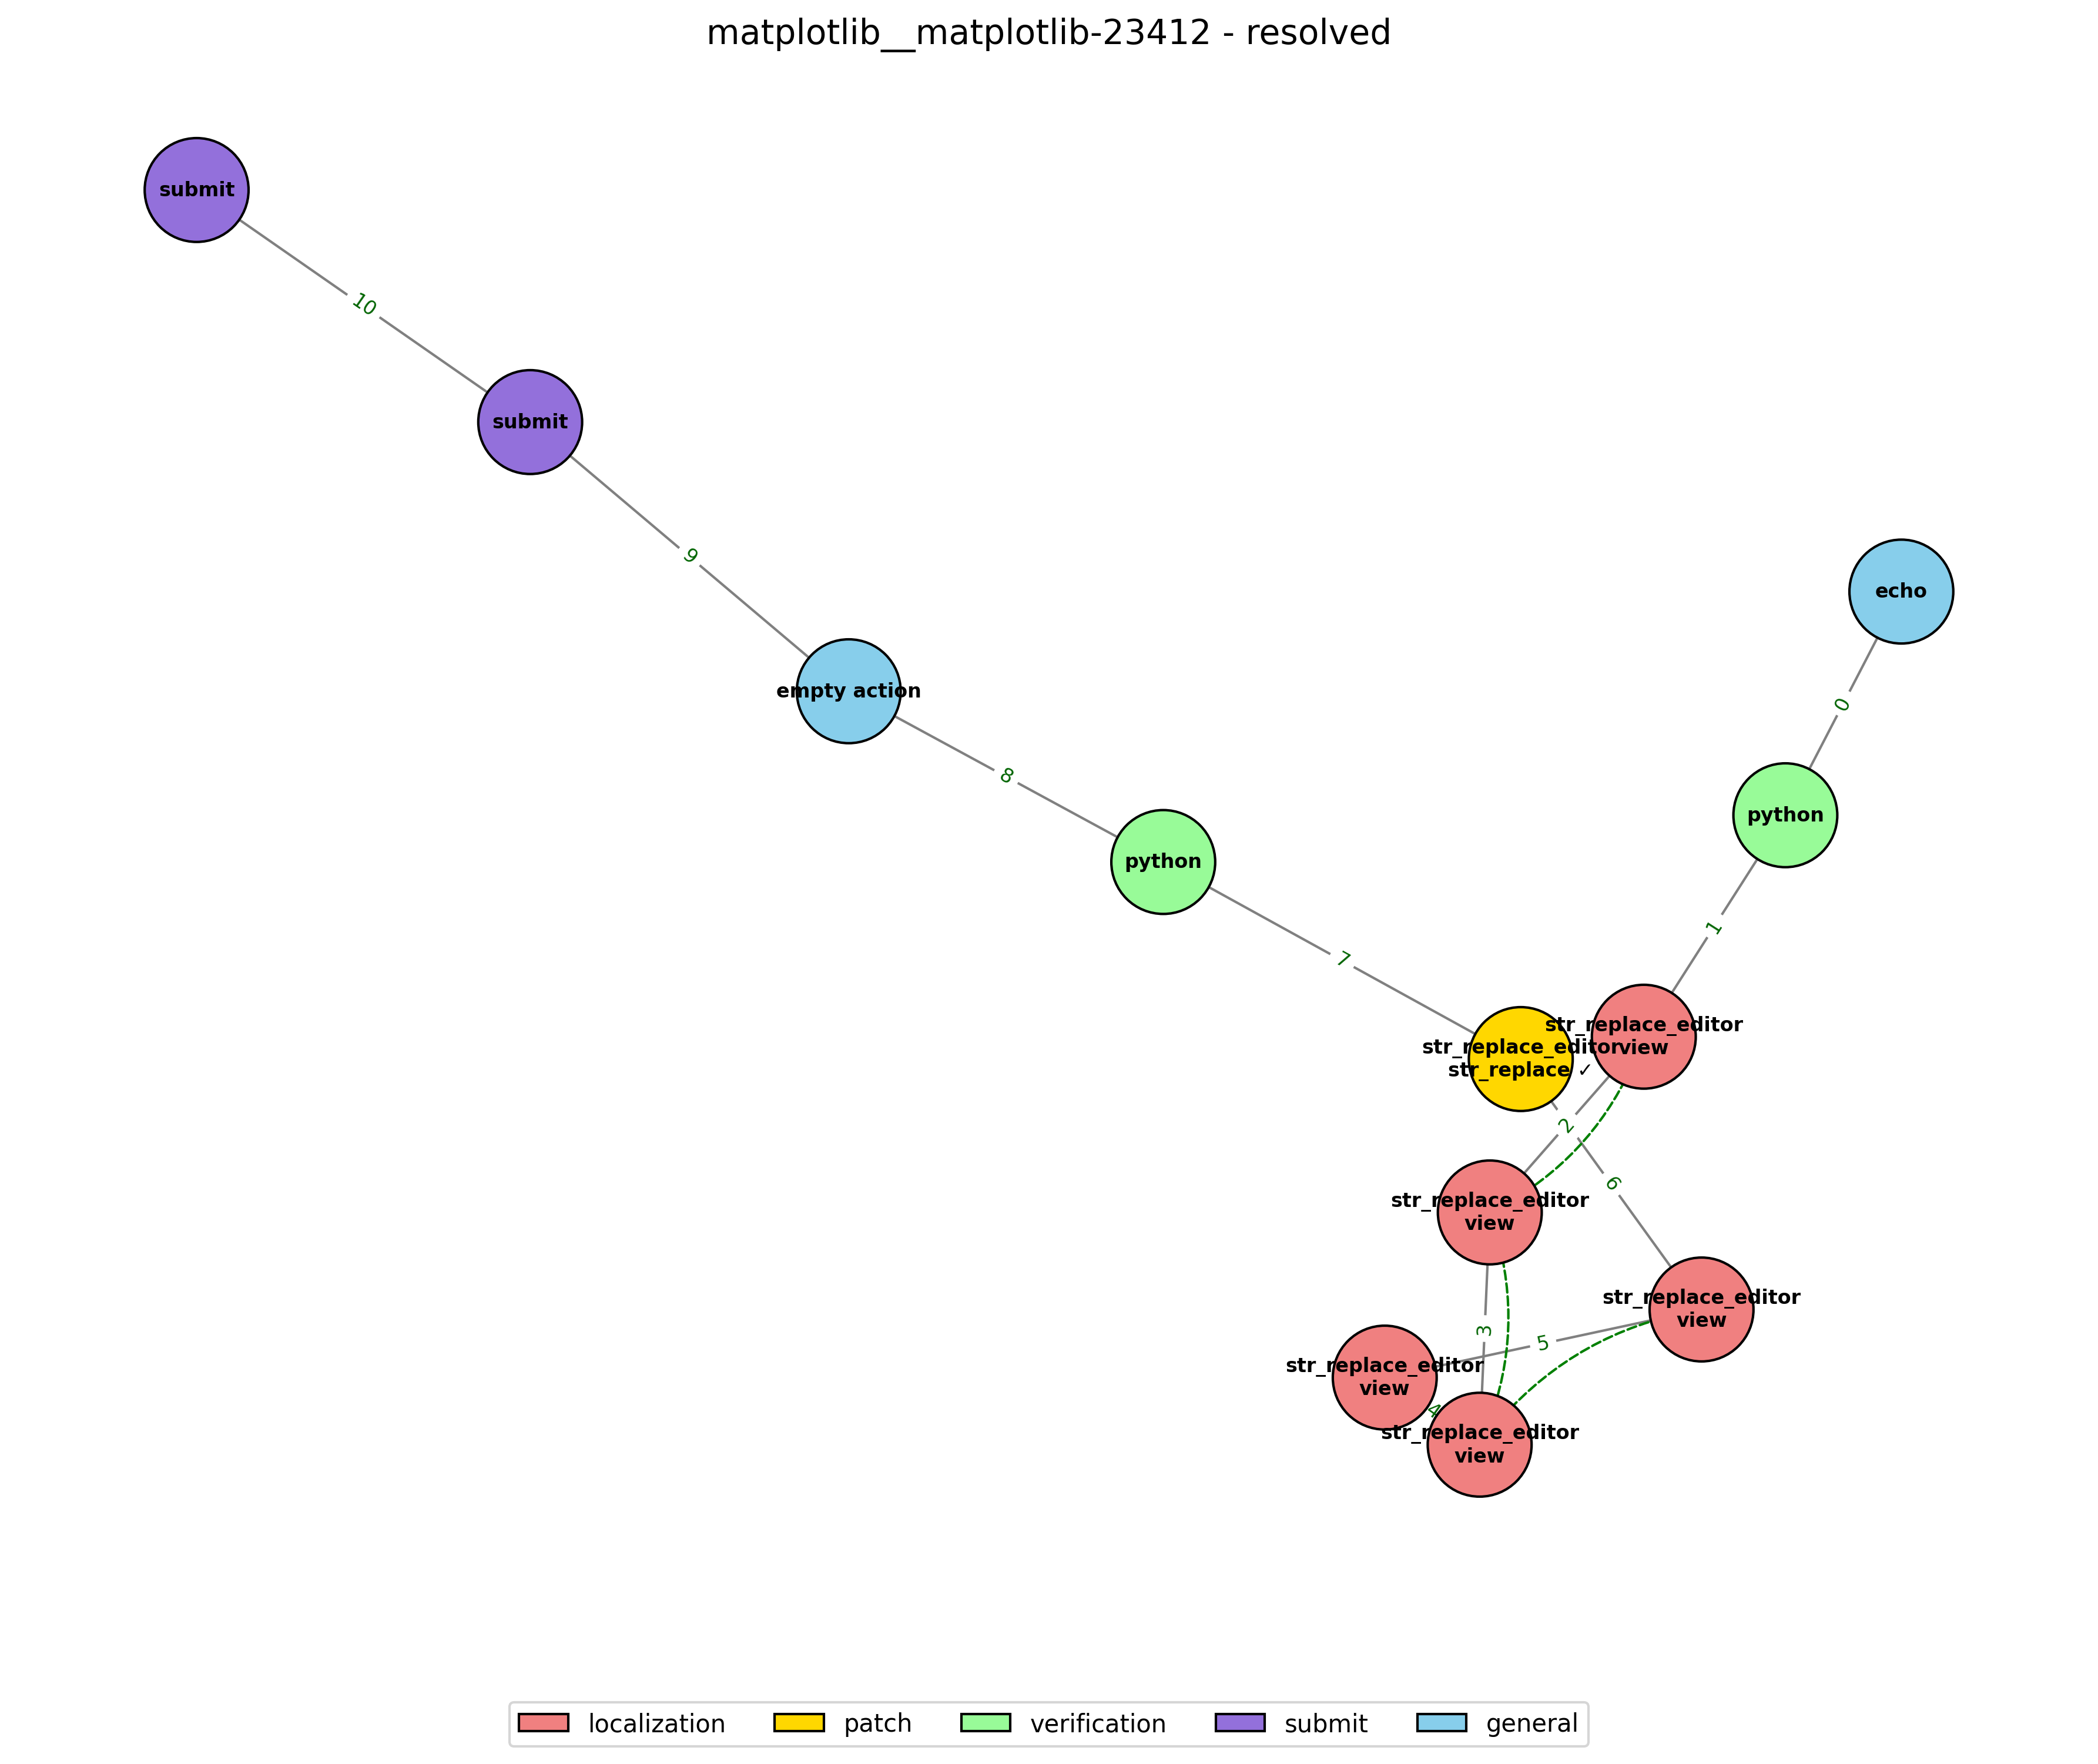 matplotlib__matplotlib-23412 - resolved
submit
10
submit
9
echo
empty action
0
8
python
python
1
7
str_replace_editor
view
str_replace_editor
str_replace ✓
2
6
str_replace_editor
view
str_replace_editor
view
3
5
str_replace_editor
view
4
str_replace_editor
view
localization
patch
verification
submit
general